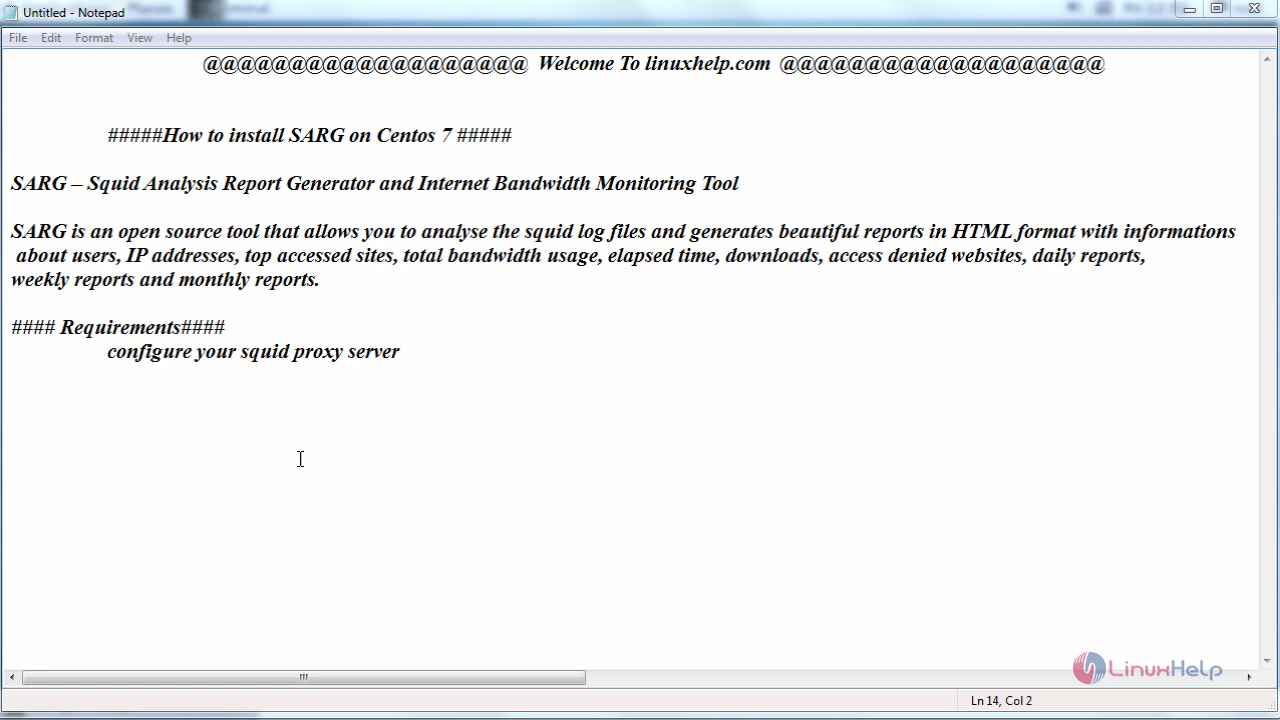 Untitled - Notepad
File Edit Format View Help
@@@@@@@@@@@@@@@@@@@ Welcome To linuxhelp.com @@@@@@@@@@@@@@@@@@@
#####How to install SARG on Centos 7 #####
SARG – Squid Analysis Report Generator and Internet Bandwidth Monitoring Tool
SARG is an open source tool that allows you to analyse the squid log files and generates beautiful reports in HTML format with informations
about users, IP addresses, top accessed sites, total bandwidth usage, elapsed time, downloads, access denied websites, daily reports,
weekly reports and monthly reports.
#### Requirements####
configure your squid proxy server
LinuxHelp
Ln 14, Col 2